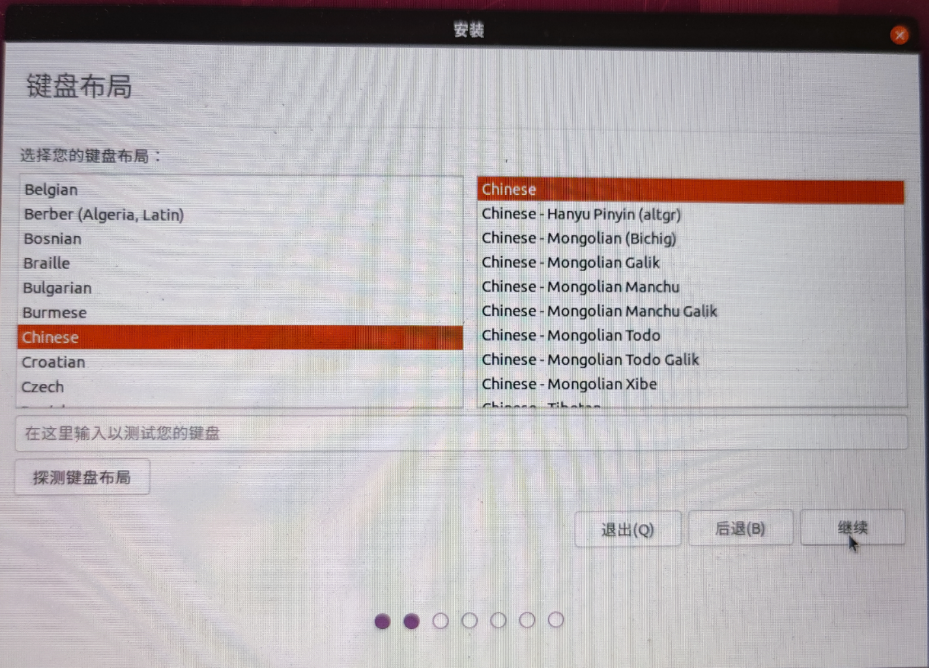 安装
键盘布局
选择您的键盘布局：
Belgian
Berber (Algeria, Latin)
Bosnian
Braille
Bulgarian
Burmese
Chinese
Croatian
Czech
Chinese
Chinese - Hanyu Pinyin (altgr)
Chinese - Mongolian (Bichig)
Chinese - Mongolian Galik
Chinese - Mongolian Manchu
Chinese - Mongolian Manchu Galik
Chinese - Mongolian Todo
Chinese - Mongolian Todo Galik
Chinese - Mongolian Xibe
Chinese - Tibetan
在这里输入以测试您的键盘
探测键盘布局
退出(Q)
后退(B)
继续